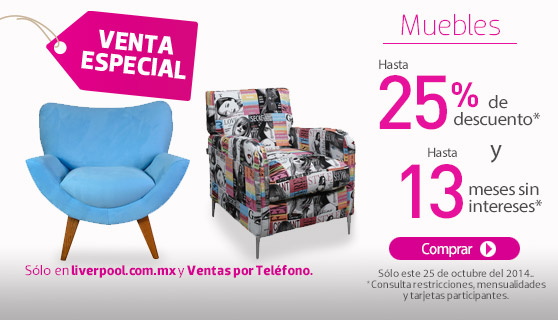 VENTA
ESPECIAL
Muebles
Hasta
25% de
descuento*
y
Hasta
13 meses sin
intereses*
Comprar
Sólo en liverpool.com.mx y Ventas por Teléfono.
Sólo este 25 de octubre del 2014..
*Consulta restricciones, mensualidades
y tarjetas participantes.